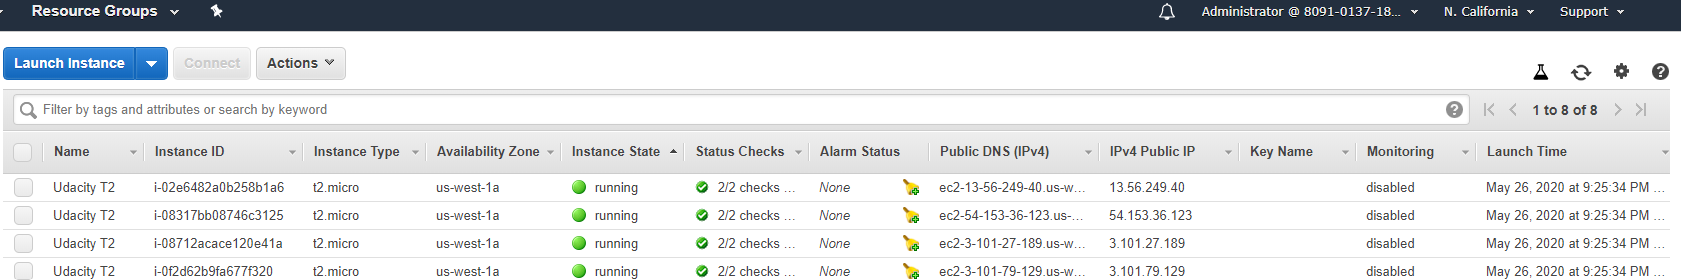 Resource Groups Administrator @ 8091-0137-18... N. California Support
Launch Instance Connect Actions
Filter by tags and attributes or search by keyword 1 to 8 of 8
Name Instance ID Instance Type Availability Zone Instance State Status Checks Alarm Status Public DNS (IPv4) IPv4 Public IP Key Name Monitoring Launch Time
Udacity T2 i-02e6482a0b258b1a6 t2.micro us-west-1a running 2/2 checks ... None ec2-13-56-249-40.us-w... 13.56.249.40 disabled May 26, 2020 at 9:25:34 PM ...
Udacity T2 i-08317bb08746c3125 t2.micro us-west-1a running 2/2 checks ... None ec2-54-153-36-123.us-... 54.153.36.123 disabled May 26, 2020 at 9:25:34 PM ...
Udacity T2 i-08712acace120e41a t2.micro us-west-1a running 2/2 checks ... None ec2-3-101-27-189.us-w... 3.101.27.189 disabled May 26, 2020 at 9:25:34 PM ...
Udacity T2 i-0f2d62b9fa677f320 t2.micro us-west-1a running 2/2 checks ... None ec2-3-101-79-129.us-w... 3.101.79.129 disabled May 26, 2020 at 9:25:34 PM ...